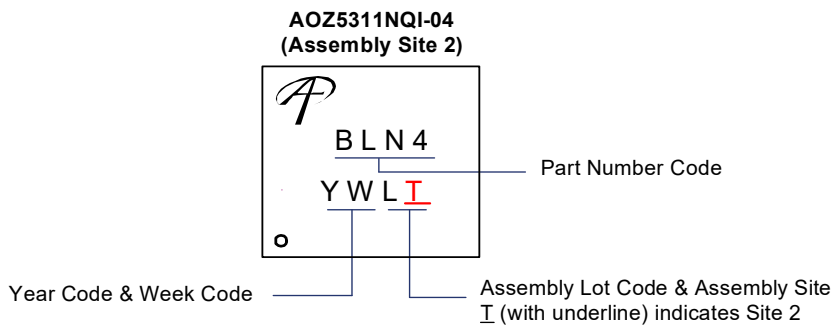 AOZ5311NQI-04
(Assembly Site 2)
BLN4
Part Number Code
YWLT
Year Code & Week Code
Assembly Lot Code & Assembly Site
T (with underline) indicates Site 2